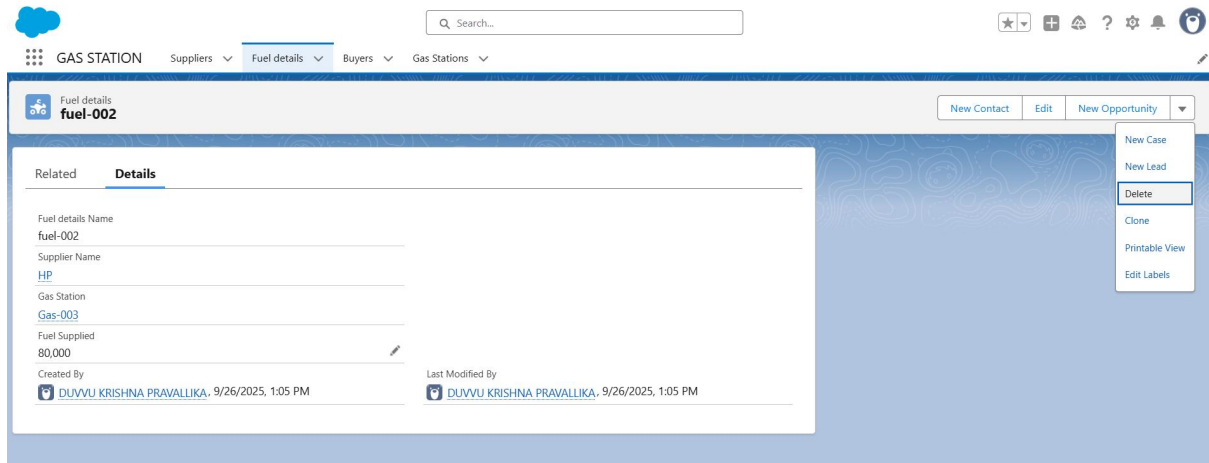 Search...
GAS STATION Suppliers Fuel details Buyers Gas Stations
Fuel details
fuel-002
New Contact Edit New Opportunity
New Case
New Lead
Delete
Clone
Printable View
Edit Labels
Related Details
Fuel details Name
fuel-002
Supplier Name
HP
Gas Station
Gas-003
Fuel Supplied
80,000
Created By Last Modified By
DUVVU KRISHNA PRAVALLIKA, 9/26/2025, 1:05 PM DUVVU KRISHNA PRAVALLIKA, 9/26/2025, 1:05 PM